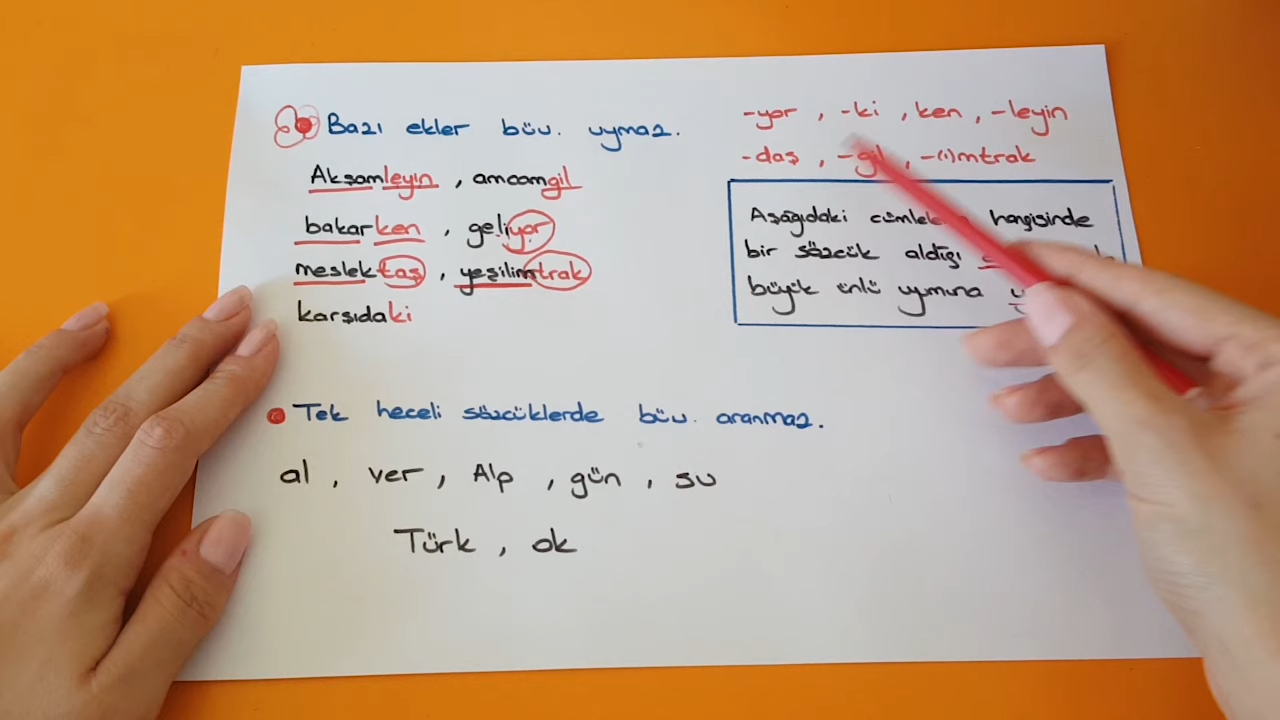 Bazı ekler büu. uymaz.
Akşamleyin , amcamgil
bakarken , geliyor
meslektaş , yeşilimtrak
karşıdaki
-yor , -ki , ken , -leyin
-daş , -gil , -(ı)mtrak
Aşağıdaki hangisinde
bir sözcük aldığı
büyük ünlü uyumuna
Tek heceli sözcüklerde büu. aranmaz.
al , ver , Alp , gün , su
Türk , ok